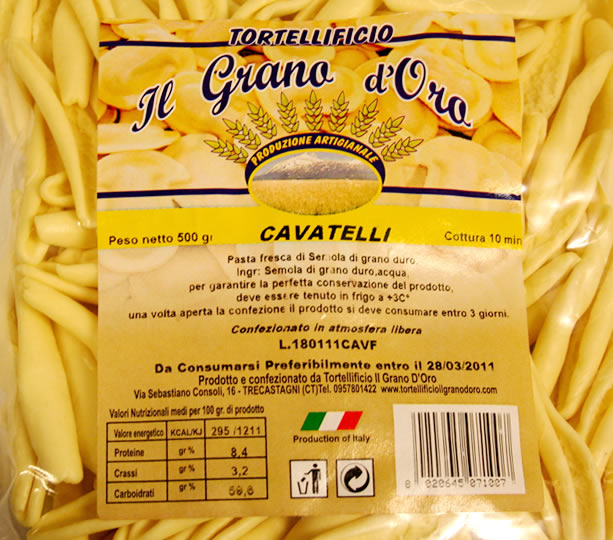 TORTELLIFICIO
Il Grano d'Oro
PRODUZIONE ARTIGIANALE
Peso netto 500 gr CAVATELLI Cottura 10 min
Pasta fresca di Semola di grano duro.
Ingr: Semola di grano duro,acqua
per garantire la perfetta conservazione del prodotto,
deve essere tenuto in frigo a +3C°
una volta aperta la confezione il prodotto si deve consumare entro 3 giorni.
Confezionato in atmosfera libera
L.180111CAVF
Da Consumarsi Preferibilmente entro il 28/03/2011
Prodotto e confezionato da Tortellificio Il Grano D'Oro
Via Sebastiano Consoli, 16 - TRECASTAGNI (CT)Tel. 0957801422 www.tortellificioilgranodoro.com
Valori Nutrizionali medi per 100 gr. di prodotto
Valore energetico KCAL/KJ 295 /1211
Proteine gr % 8,4
Grassi gr % 3,2
Carboidrati gr % 59,6
Production of Italy
8 020645 071007